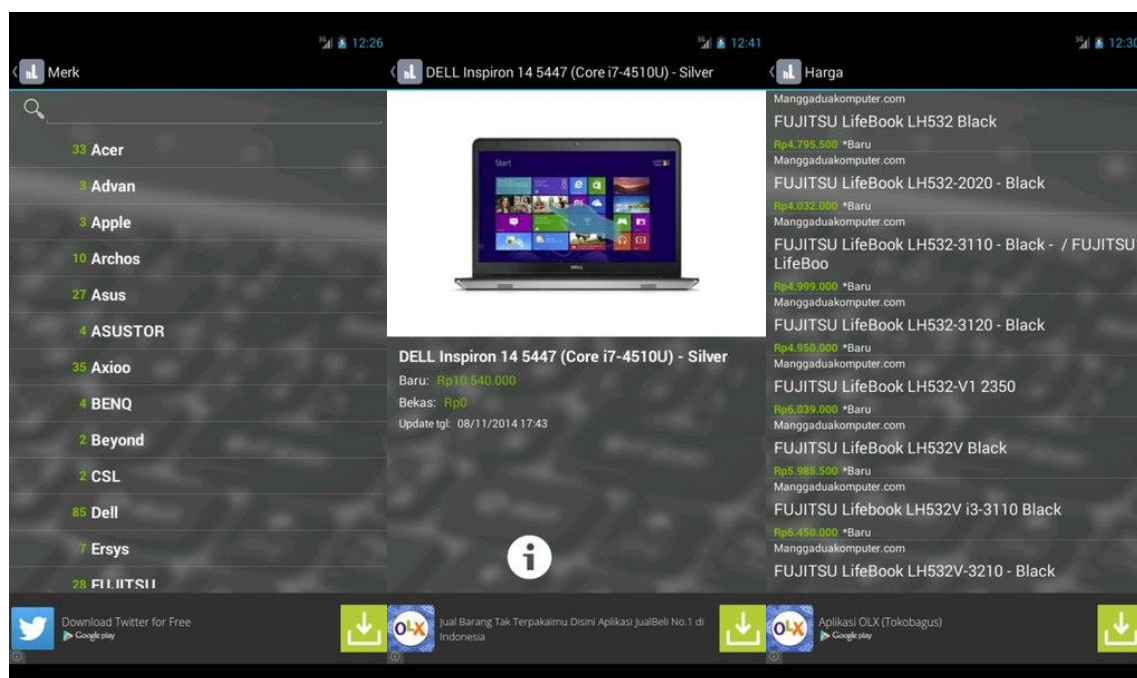 3G 12:26
Merk
33 Acer
3 Advan
3 Apple
10 Archos
27 Asus
4 ASUSTOR
35 Axioo
4 BENQ
2 Beyond
2 CSL
85 Dell
7 Ersys
28 FUJITSU
Download Twitter for Free
Google play
3G 12:41
DELL Inspiron 14 5447 (Core i7-4510U) - Silver
Start
DELL
DELL Inspiron 14 5447 (Core i7-4510U) - Silver
Baru: Rp10.540.000
Bekas: Rp0
Update tgl: 08/11/2014 17:43
i
OLX
Jual Barang Tak Terpakaimu Disini Aplikasi JualBeli No.1 di
Indonesia
3G 12:30
Harga
Manggaduakomputer.com
FUJITSU LifeBook LH532 Black
Rp4.795.500 *Baru
Manggaduakomputer.com
FUJITSU LifeBook LH532-2020 - Black
Rp4.032.000 *Baru
Manggaduakomputer.com
FUJITSU LifeBook LH532-3110 - Black - / FUJITSU
LifeBoo
Rp4.999.000 *Baru
Manggaduakomputer.com
FUJITSU LifeBook LH532-3120 - Black
Rp4.950.000 *Baru
Manggaduakomputer.com
FUJITSU LifeBook LH532-V1 2350
Rp6.039.000 *Baru
Manggaduakomputer.com
FUJITSU LifeBook LH532V Black
Rp5.985.500 *Baru
Manggaduakomputer.com
FUJITSU Lifebook LH532V i3-3110 Black
Rp6.450.000 *Baru
Manggaduakomputer.com
FUJITSU LifeBook LH532V-3210 - Black
OLX
Aplikasi OLX (Tokobagus)
Google play